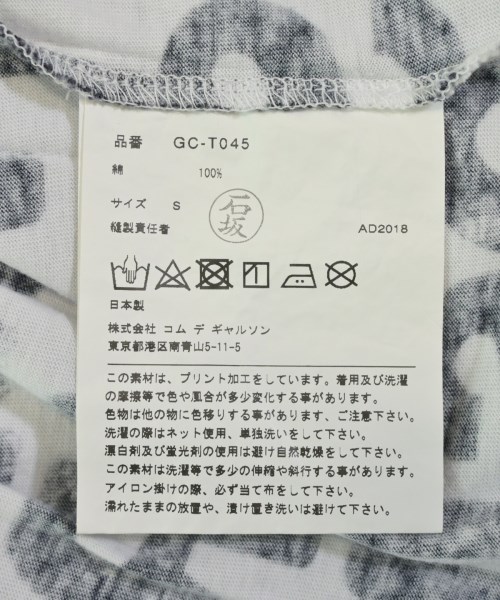 品番 GC-T045
綿 100%
サイズ S
石坂
縫製責任者 AD2018
日本製
株式会社 コム デ ギャルソン
東京都港区南青山5-11-5
この素材は、プリント加工をしています。着用及び洗濯
の摩擦等で色や風合が多少変化する事があります。
色物は他の物に色移りする事があります、ご注意下さい。
洗濯の際はネット使用、単独洗いをして下さい。
漂白剤及び蛍光剤の使用は避け自然乾燥をして下さい。
この素材は洗濯等で多少の伸縮や斜行する事があります。
アイロン掛けの際、必ず当て布をして下さい。
濡れたままの放置や、漬け置き洗いは避けて下さい。